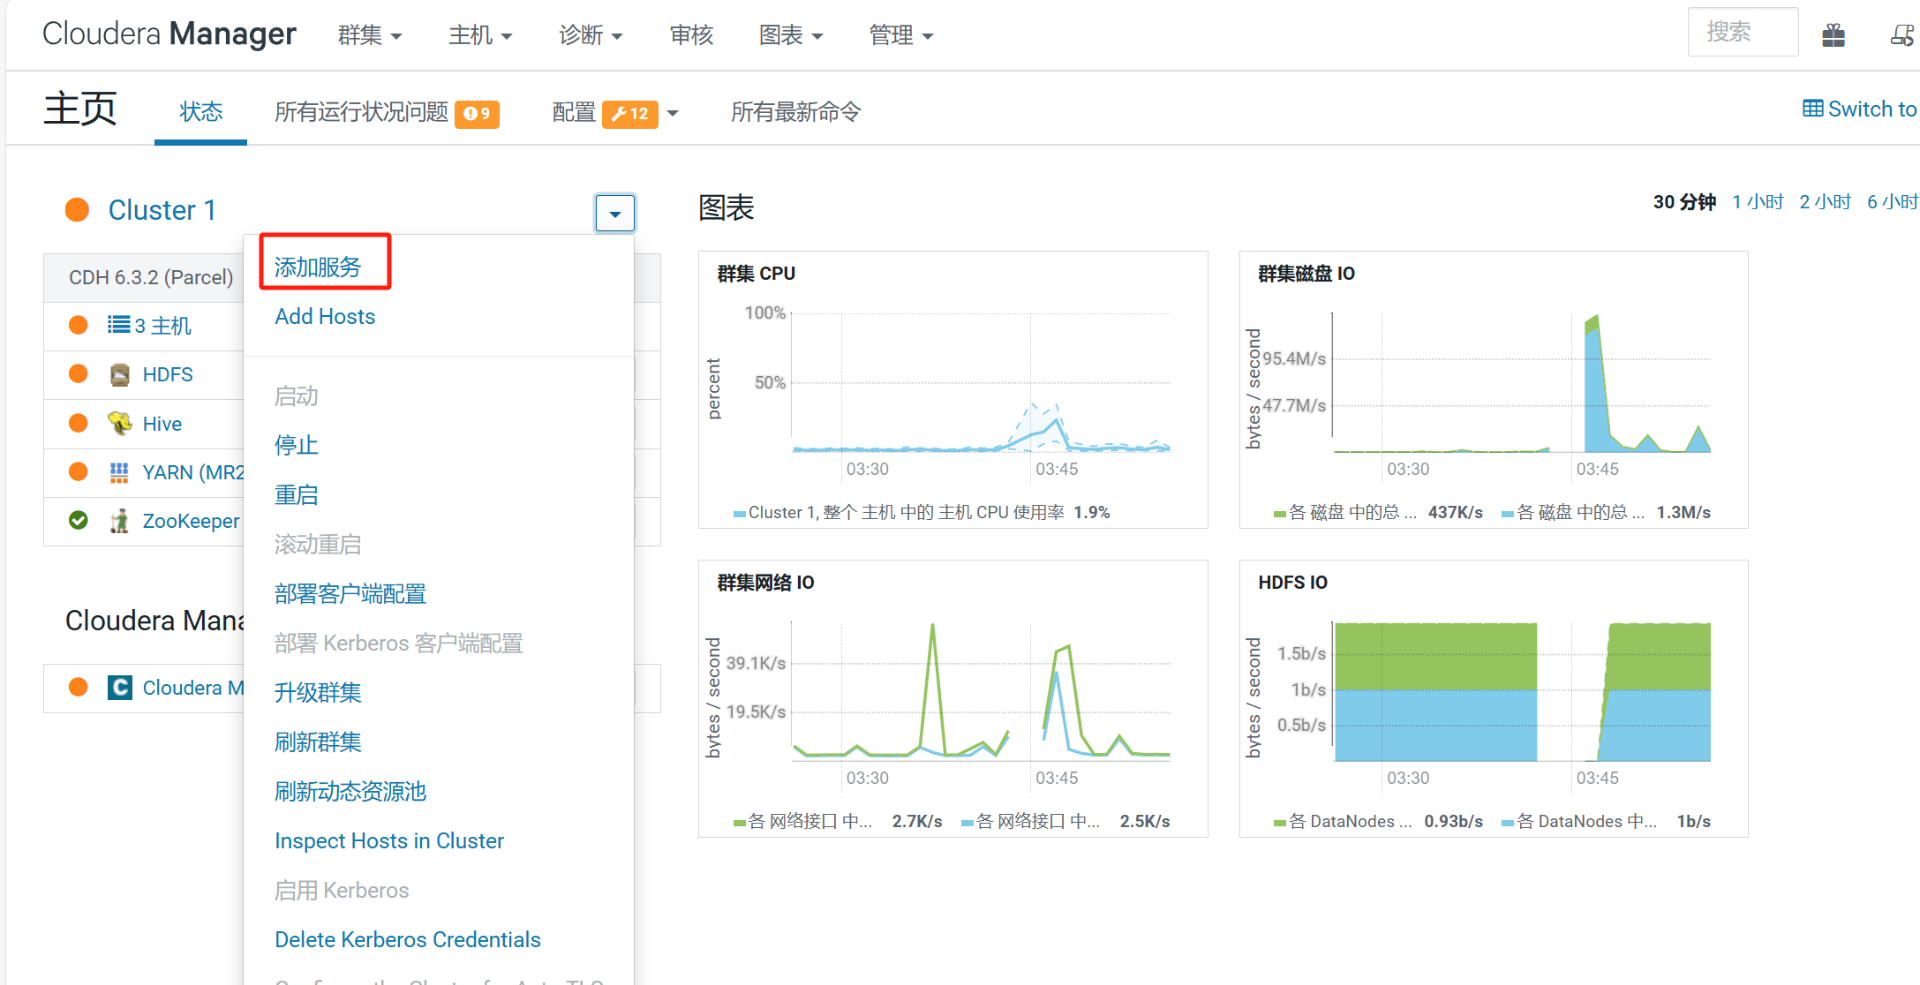 Cloudera Manager 群集 主机 诊断 审核 图表 管理 搜索
主页 状态 所有运行状况问题 9 配置 12 所有最新命令 Switch to
Cluster 1
添加服务
Add Hosts
启动
停止
重启
滚动重启
部署客户端配置
部署 Kerberos 客户端配置
升级群集
刷新群集
刷新动态资源池
Inspect Hosts in Cluster
启用 Kerberos
Delete Kerberos Credentials
CDH 6.3.2 (Parcel)
3 主机
HDFS
Hive
YARN (MR2
ZooKeeper
Cloudera Mana
C Cloudera M
图表
30 分钟 1 小时 2 小时 6 小时
群集 CPU
percent
100%
50%
03:30 03:45
Cluster 1, 整个 主机 中的 主机 CPU 使用率 1.9%
群集磁盘 IO
bytes / second
95.4M/s
47.7M/s
03:30 03:45
各 磁盘 中的总 ... 437K/s 各 磁盘 中的总 ... 1.3M/s
群集网络 IO
bytes / second
39.1K/s
19.5K/s
03:30 03:45
各 网络接口 中... 2.7K/s 各 网络接口 中... 2.5K/s
HDFS IO
bytes / second
1.5b/s
1b/s
0.5b/s
03:30 03:45
各 DataNodes ... 0.93b/s 各 DataNodes 中... 1b/s